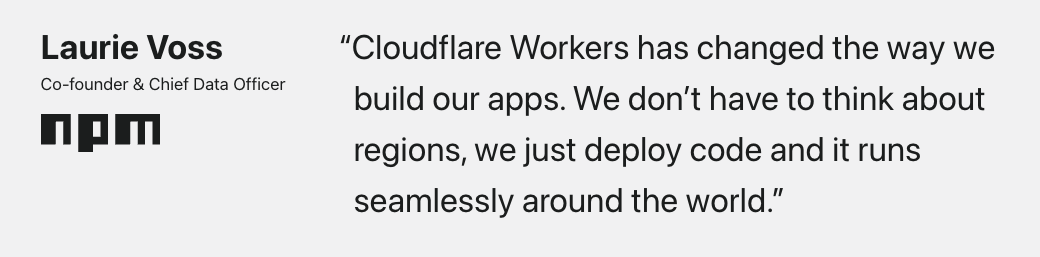 Laurie Voss
Co-founder & Chief Data Officer
npm
“Cloudflare Workers has changed the way we
build our apps. We don’t have to think about
regions, we just deploy code and it runs
seamlessly around the world.”